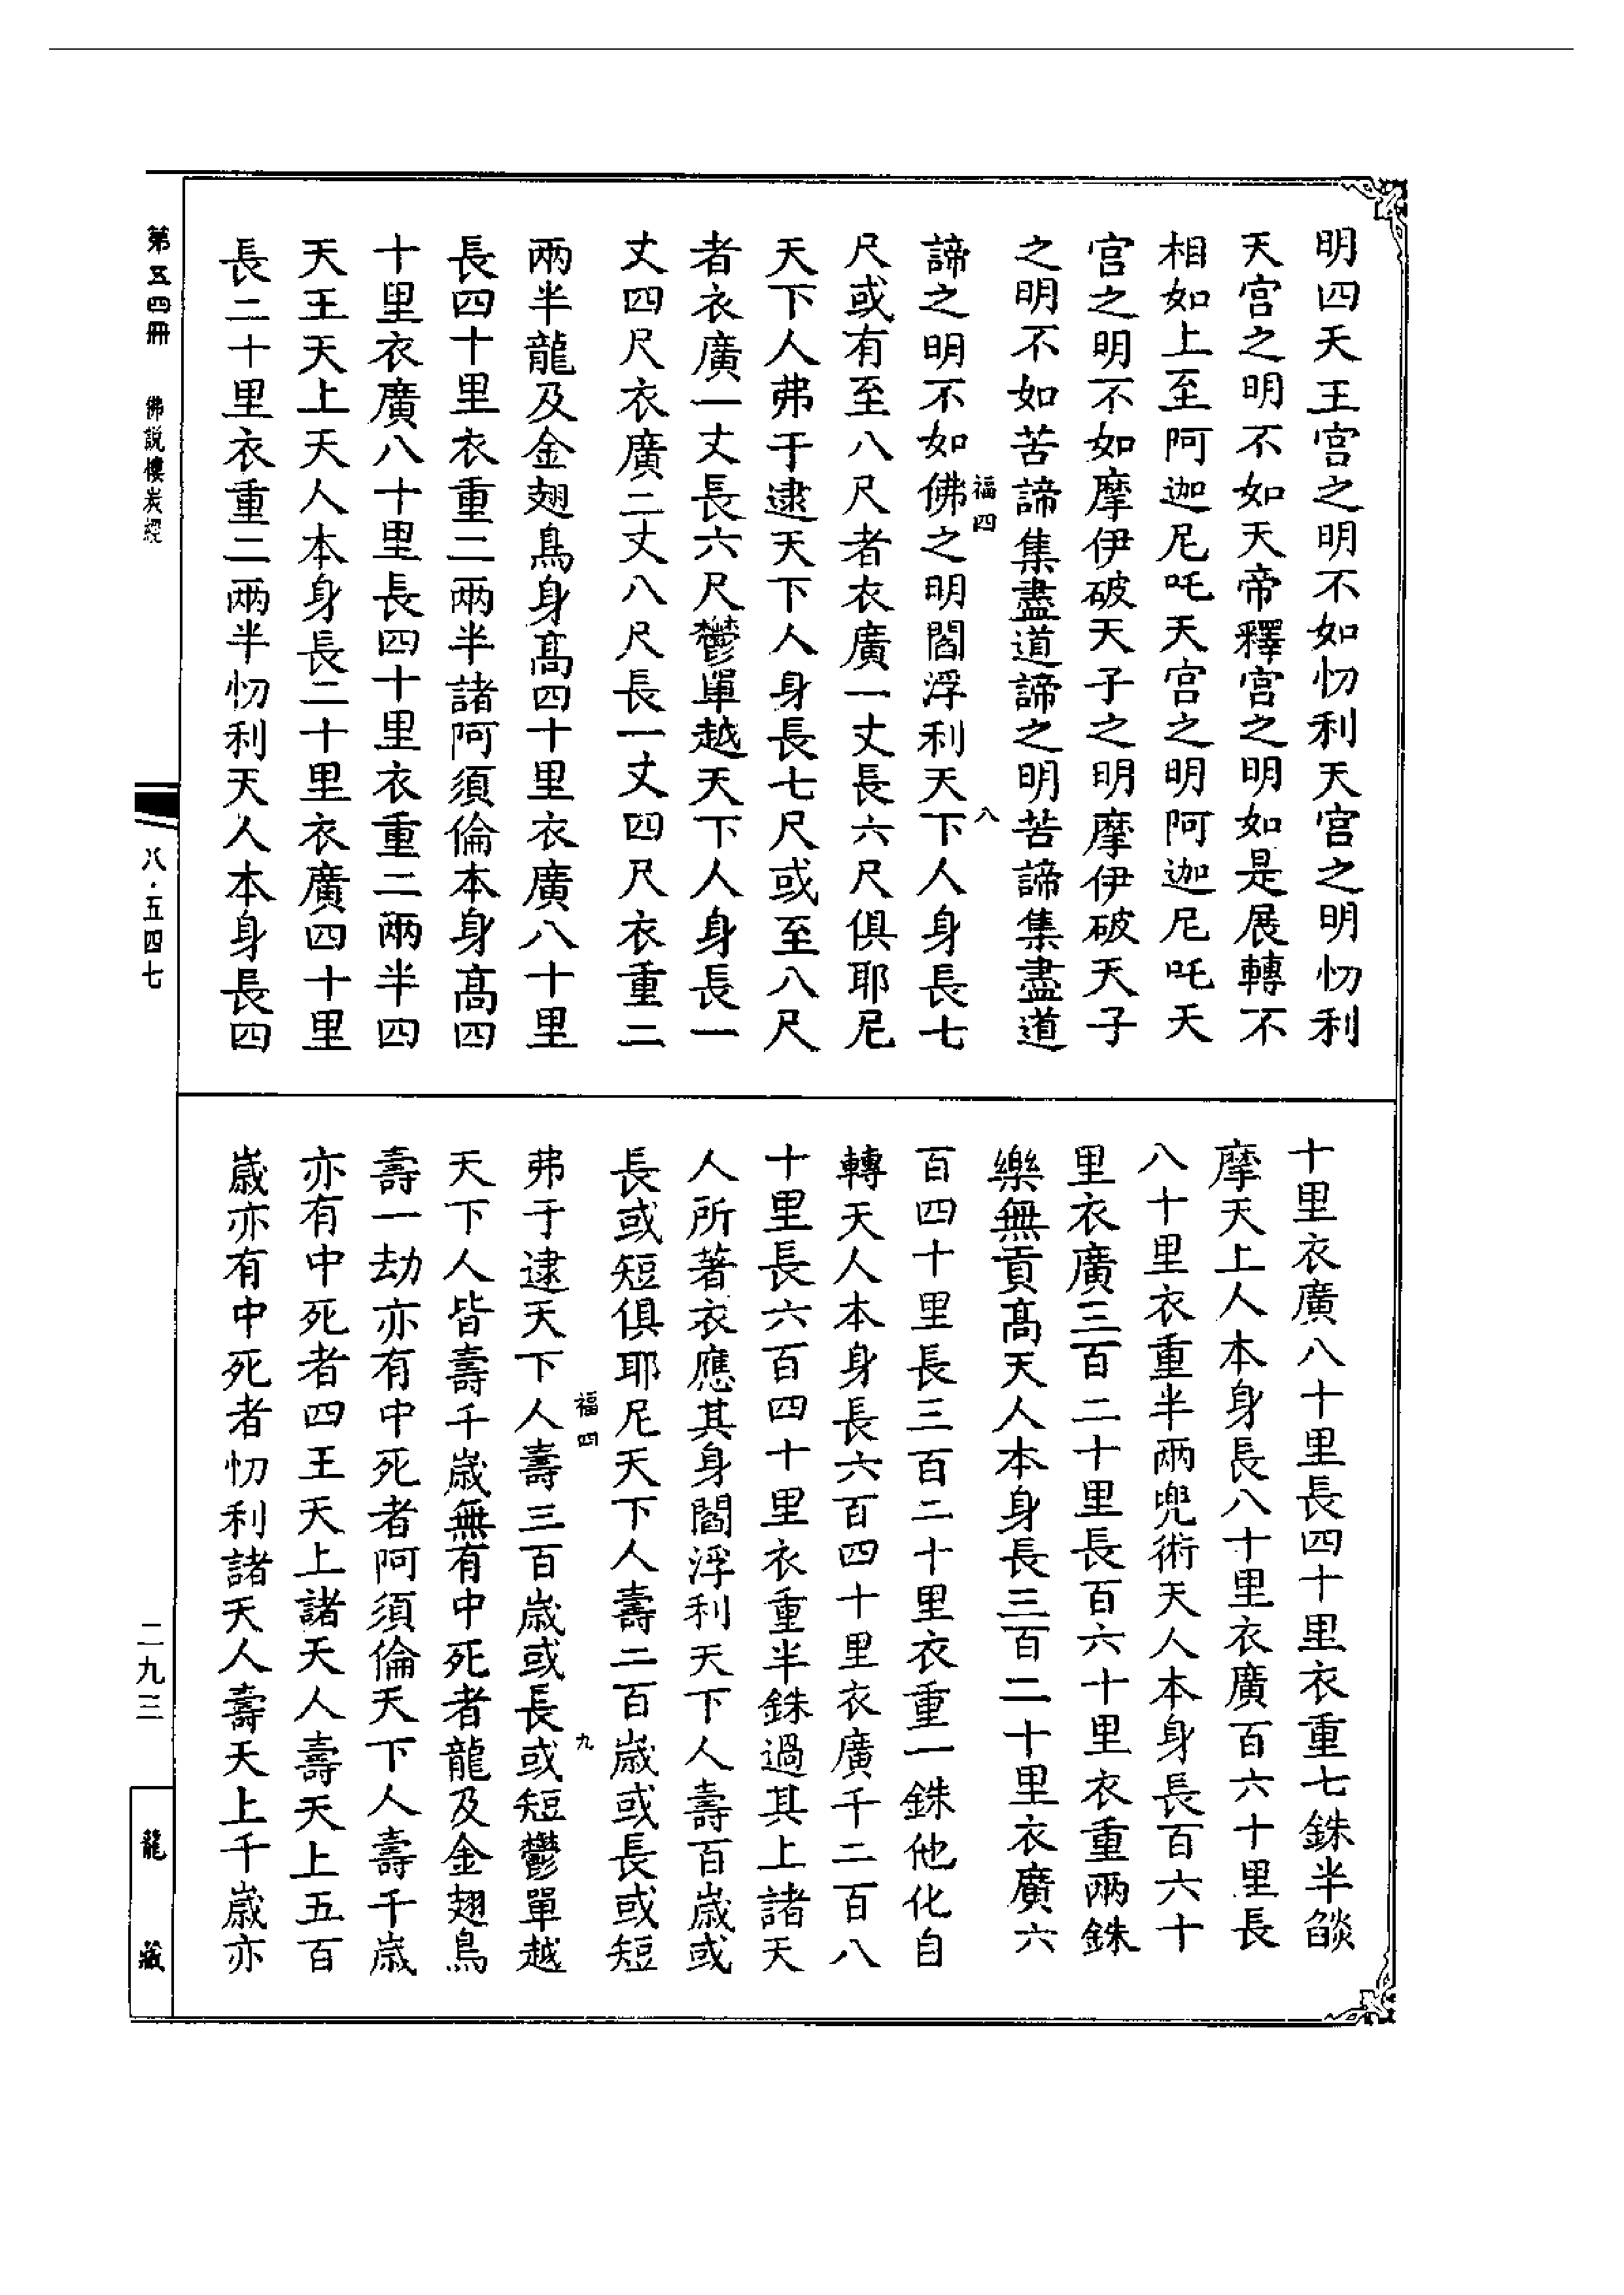 明四天王宫之明不如忉利天宫之明忉利
天宫之明不如天帝釋宫之明如是展轉不
相如上至阿迦尼吒天宫之明阿迦尼吒天
宫之明不如摩伊破天子之明摩伊破天子
之明不如苦諦集盡道諦之明苦諦集盡道
福四 八
諦之明不如佛之明閻浮利天下人身長七
尺或有至八尺者衣廣一丈長六尺俱耶尼
天下人弗于逮天下人身長七尺或至八尺
者衣廣一丈長六尺鬱單越天下人身長一
丈四尺衣廣二丈八尺長一丈四尺衣重二
兩半龍及金翅鳥身髙四十里衣廣八十里
長四十里衣重二兩半諸阿須倫本身髙四
十里衣廣八十里長四十里衣重二兩半四
天王天上天人本身長二十里衣廣四十里
長二十里衣重二兩半忉利天人本身長四
十里衣廣八十里長四十里衣重七銖半燄
摩天上人本身長八十里衣廣百六十里長
八十里衣重半兩兜術天人本身長百六十
里衣廣三百二十里長百六十里衣重兩銖
樂無貢髙天人本身長三百二十里衣廣六
百四十里長三百二十里衣重一銖他化自
轉天人本身長六百四十里衣廣千二百八
十里長六百四十里衣重半銖過其上諸天
人所著衣應其身閻浮利天下人壽百歲或
長或短俱耶尼天下人壽二百歲或長或短
福四 九
弗于逮天下人壽三百歲或長或短鬱單越
天下人皆壽千歲無有中死者龍及金翅鳥
壽一劫亦有中死者阿須倫天下人壽千歲
亦有中死者四王天上諸天人壽天上五百
歲亦有中死者忉利諸天人壽天上千歲亦
第五四冊 佛説樓炭經
八·五四七
二九三
龍藏